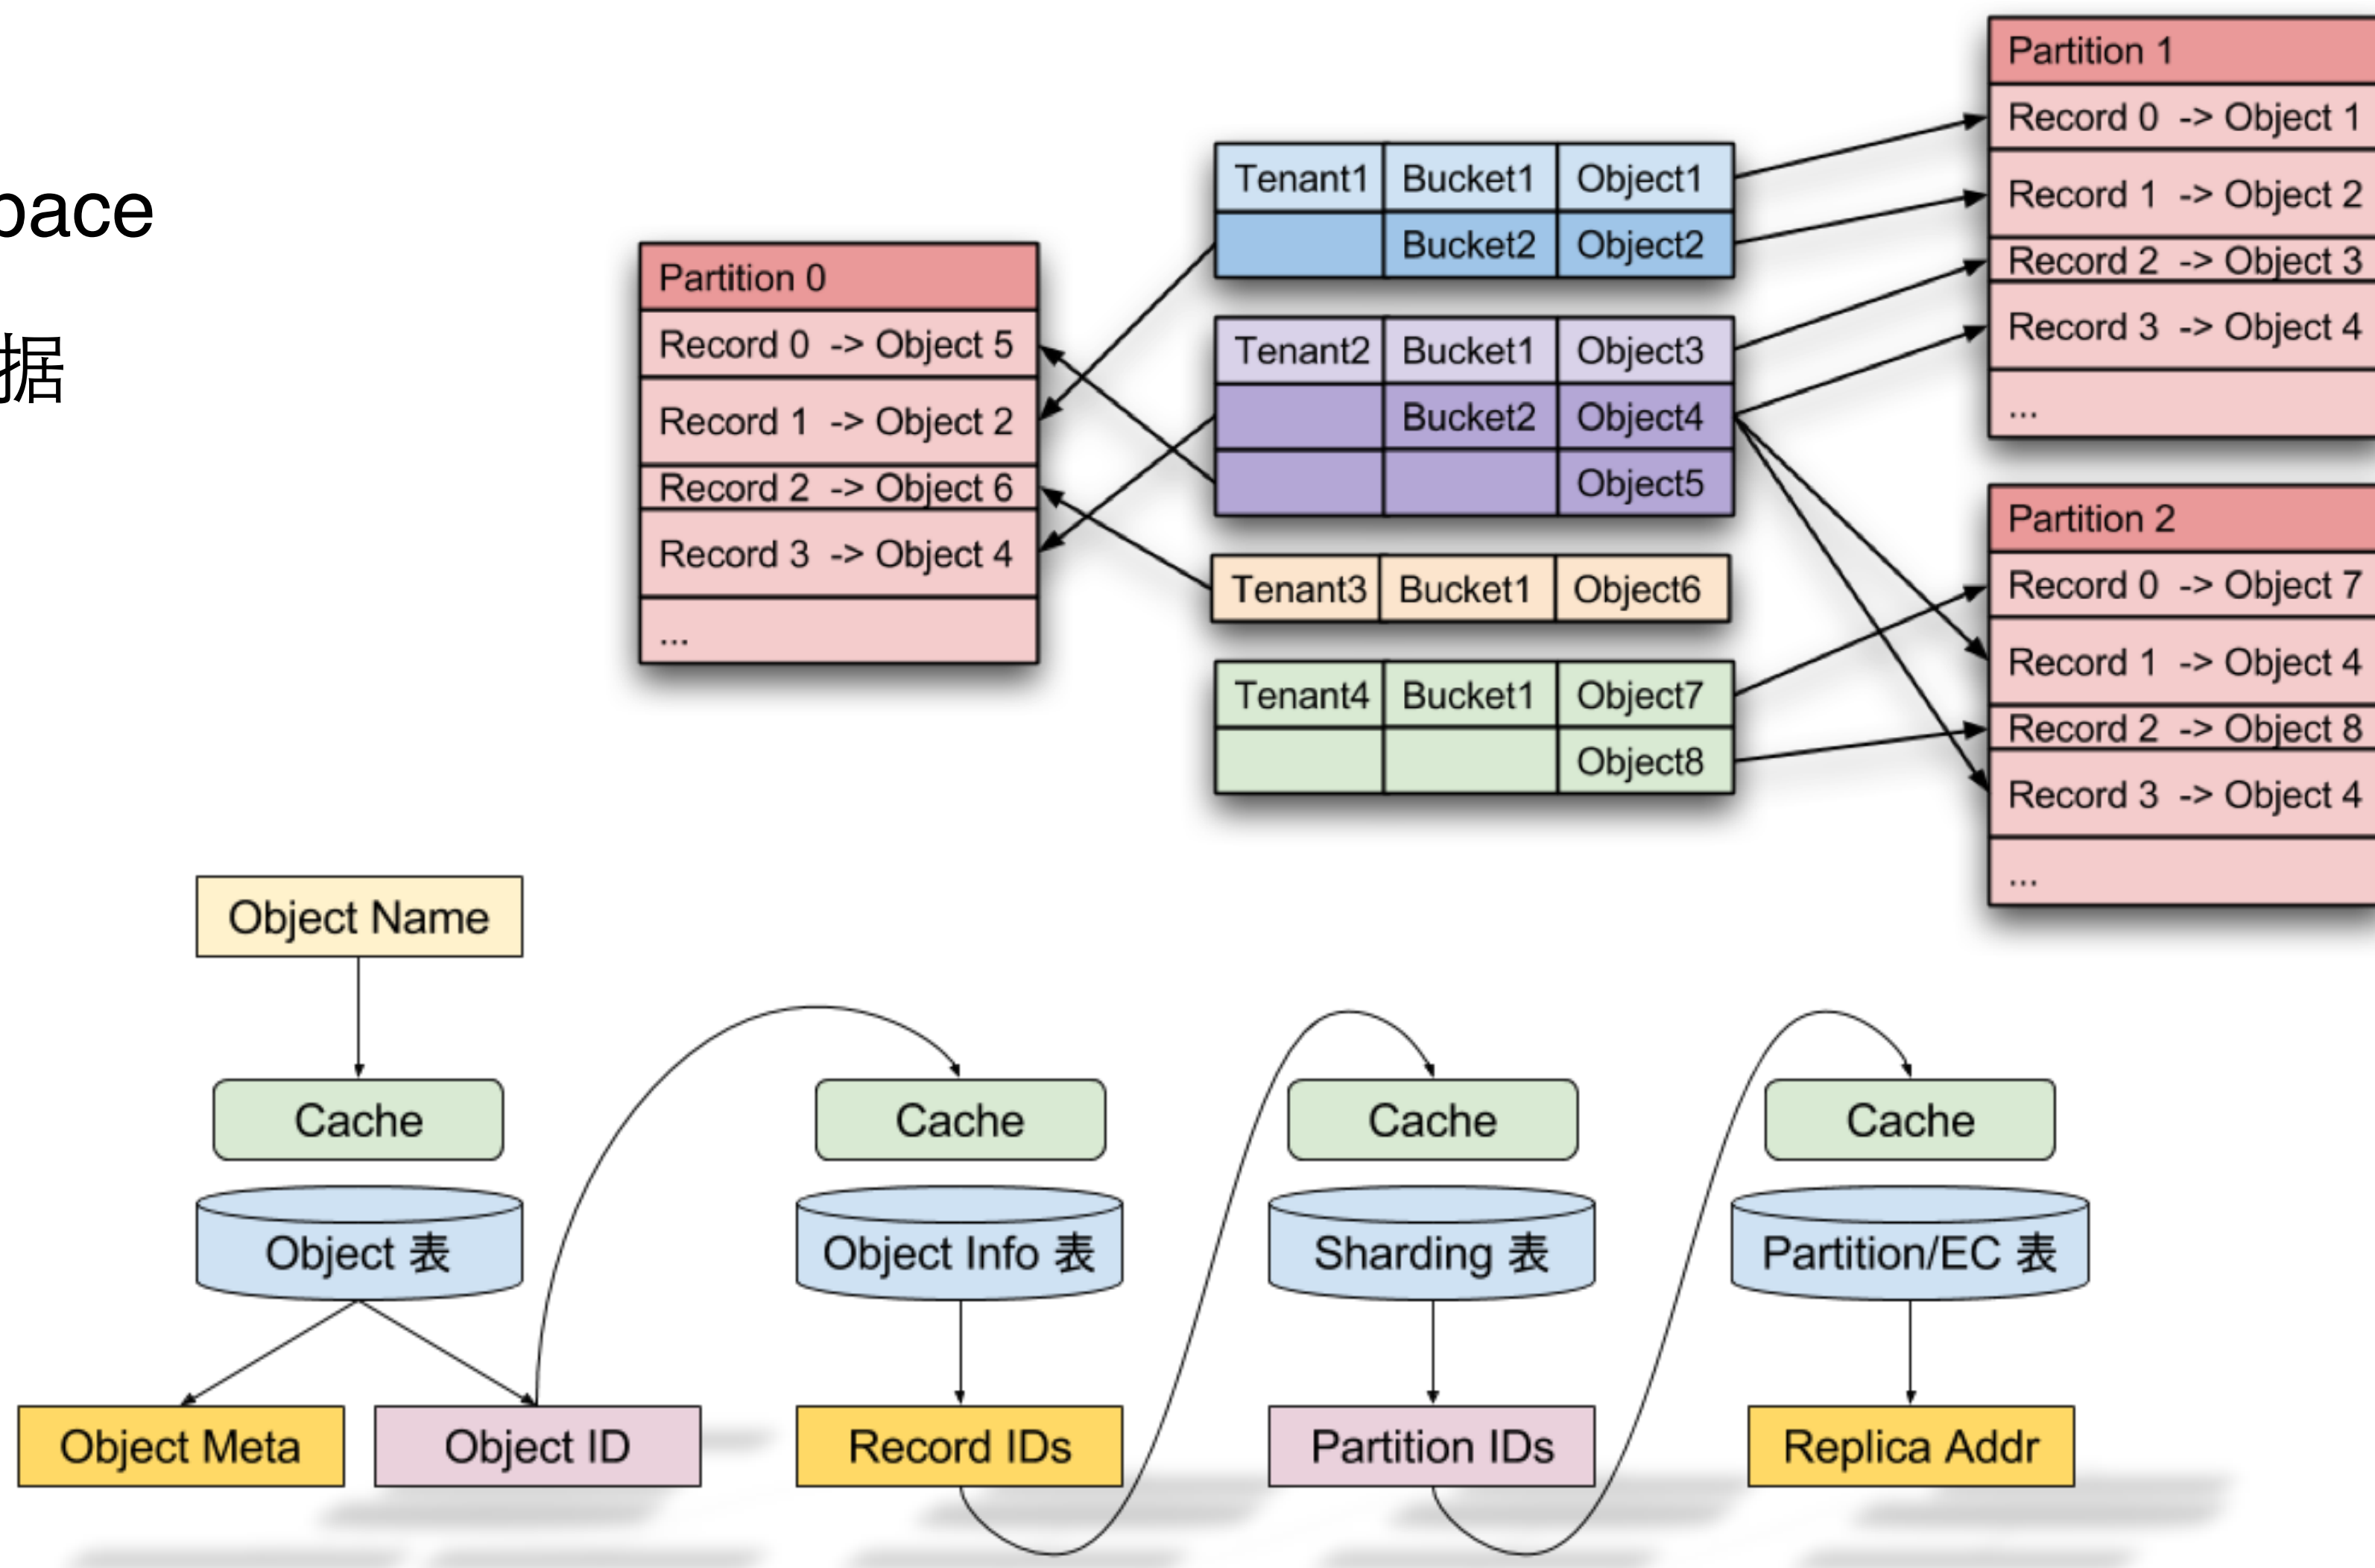 pace
据
Partition 0
Record 0 -> Object 5
Record 1 -> Object 2
Record 2 -> Object 6
Record 3 -> Object 4
...
Tenant1 Bucket1 Object1
Bucket2 Object2
Tenant2 Bucket1 Object3
Bucket2 Object4
Object5
Tenant3 Bucket1 Object6
Tenant4 Bucket1 Object7
Object8
Partition 1
Record 0 -> Object 1
Record 1 -> Object 2
Record 2 -> Object 3
Record 3 -> Object 4
...
Partition 2
Record 0 -> Object 7
Record 1 -> Object 4
Record 2 -> Object 8
Record 3 -> Object 4
...
Object Name
Cache Cache Cache Cache
Object 表 Object Info 表 Sharding 表 Partition/EC 表
Object Meta Object ID Record IDs Partition IDs Replica Addr